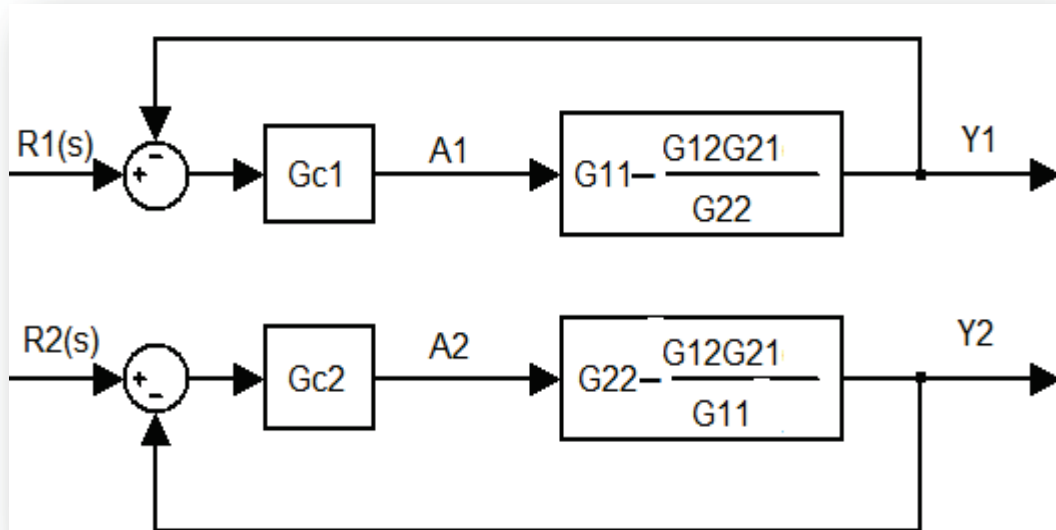 R1(s)
+
-
Gc1
A1
G11-
G12G21
G22
Y1
R2(s)
+
-
Gc2
A2
G22-
G12G21
G11
Y2